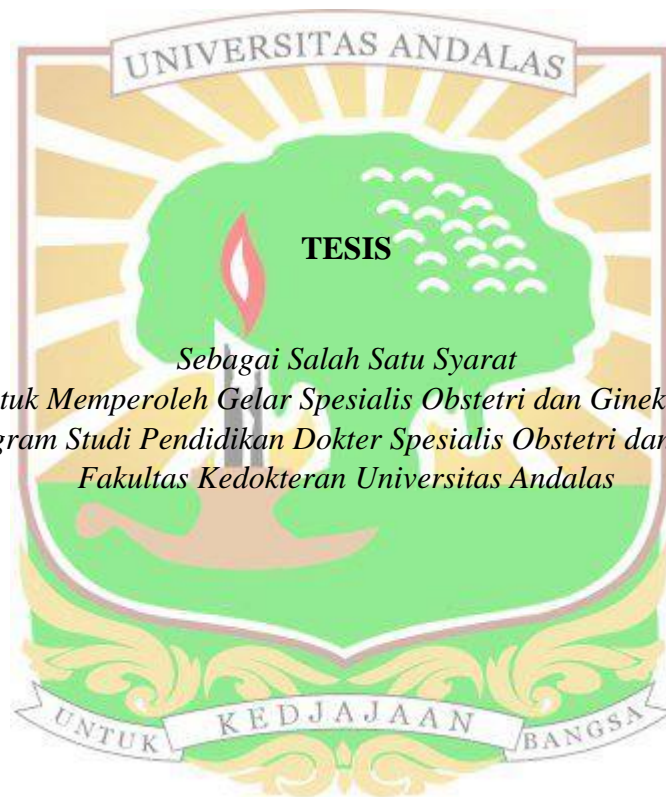 UNIVERSITAS ANDALAS
TESIS
Sebagai Salah Satu Syarat
tuk Memperoleh Gelar Spesialis Obstetri dan Ginek
gram Studi Pendidikan Dokter Spesialis Obstetri dan
Fakultas Kedokteran Universitas Andalas
UNTUK KEDJAJAAN BANGSA